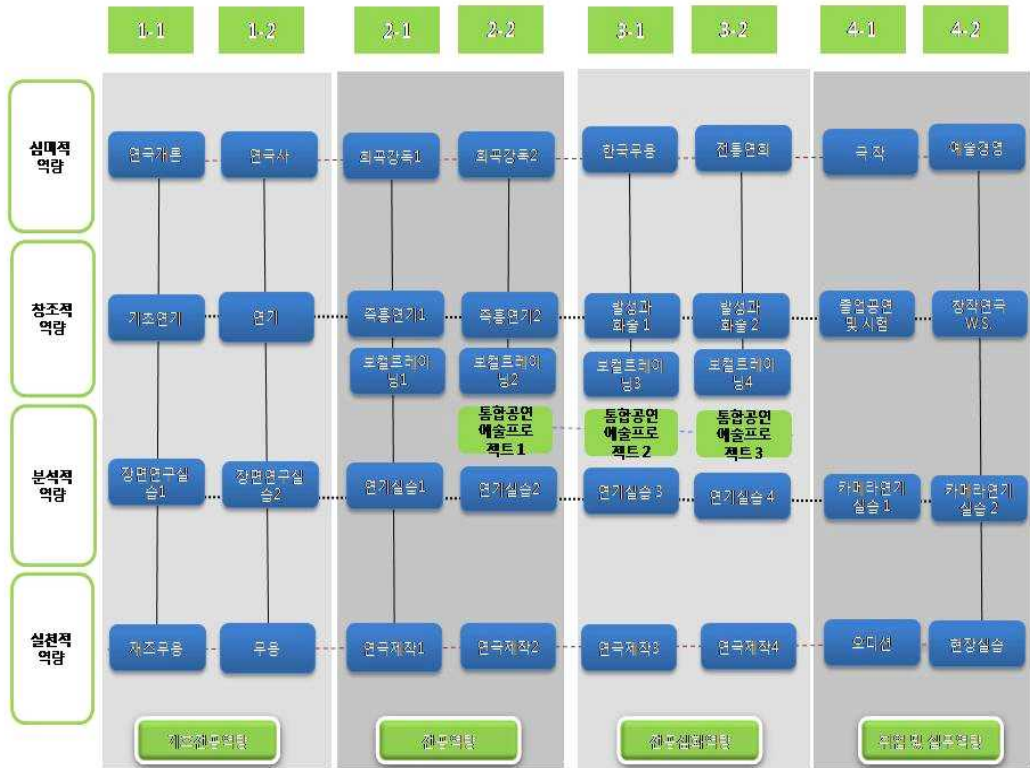 1-1
1-2
2-1
2-2
3-1
3-2
4-1
4-2
심미적
역량
연극개론
연극사
희곡강독1
희곡강독2
한국무용
전통연희
극 작
예술경영
창조적
역량
기초연기
연기
즉흥연기1
즉흥연기2
발성과
화술 1
발성과
화술 2
졸업공연
및 시험
창작연극
W.S.
보컬트레이
닝1
보컬트레이
닝2
보컬트레이
닝3
보컬트레이
닝4
통합공연
예술프로
젝트 1
통합공연
예술프로
젝트 2
통합공연
예술프로
젝트 3
분석적
역량
장면연구실
습1
장면연구실
습2
연기실습1
연기실습2
연기실습 3
연기실습 4
카메라연기
실습 1
카메라연기
실습 2
실천적
역량
무용
연극제작1
연극제작2
연극제작3
연극제작4
오디션
현장실습